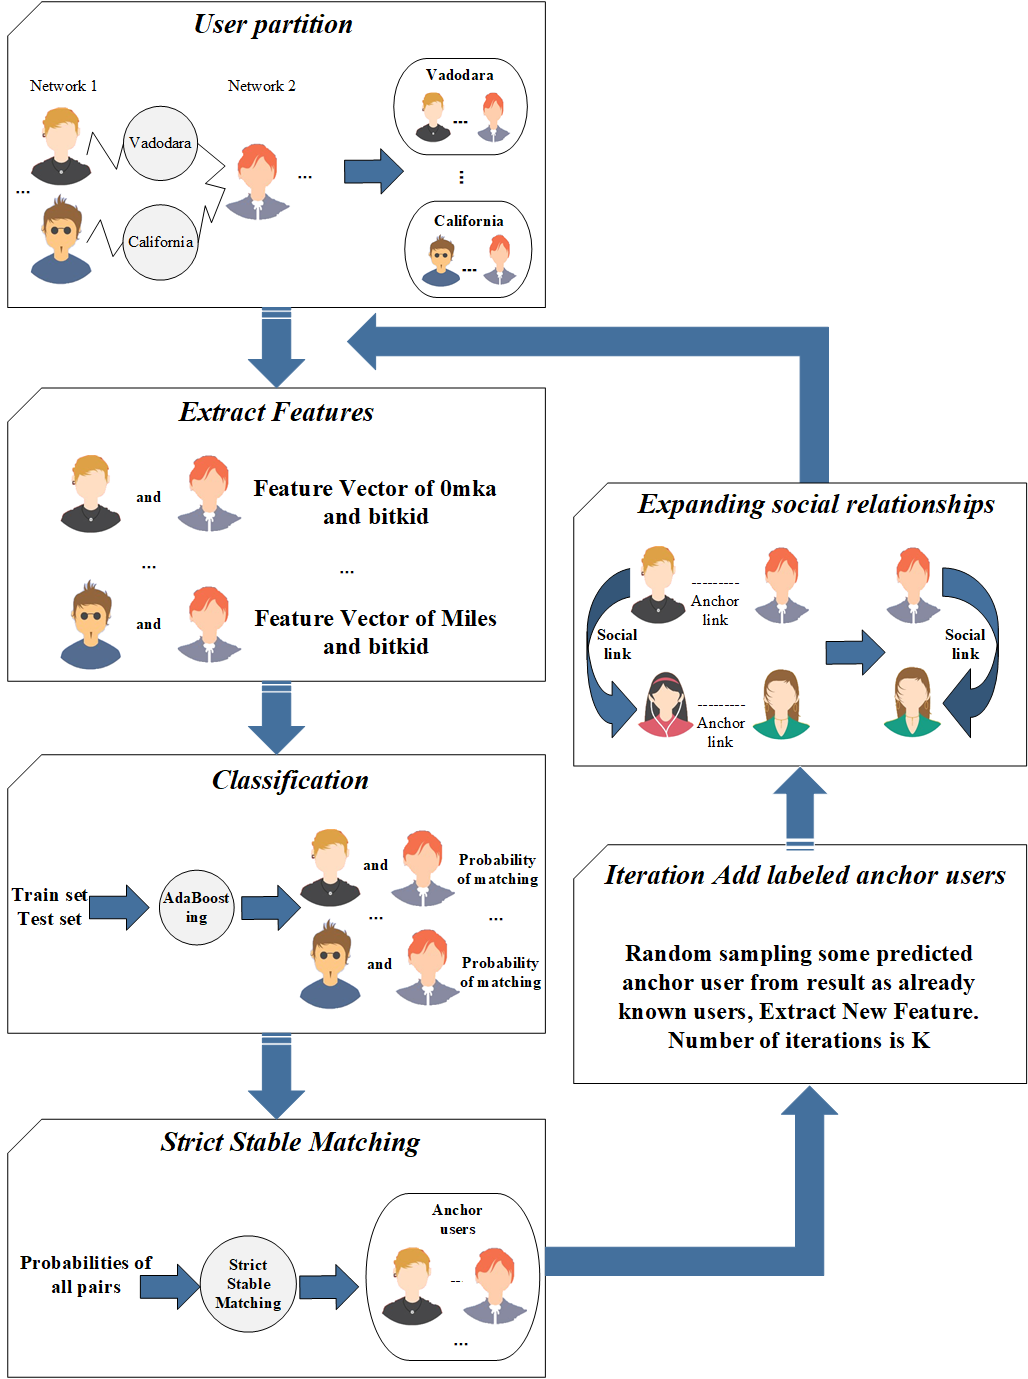 User partition
Network 1
Network 2
Vadodara
California
...
...
Vadodara
...
...
California
...
Extract Features
and
Feature Vector of 0mka
and bitkid
...
...
and
Feature Vector of Miles
and bitkid
Classification
Train set
Test set
AdaBoost
ing
and
Probability
of matching
...
...
and
Probability
of matching
Strict Stable Matching
Probabilities of
all pairs
Strict
Stable
Matching
Anchor
users
...
...
Expanding social relationships
Anchor
link
Social
link
Social
link
Anchor
link
Iteration Add labeled anchor users
Random sampling some predicted
anchor user from result as already
known users, Extract New Feature.
Number of iterations is K